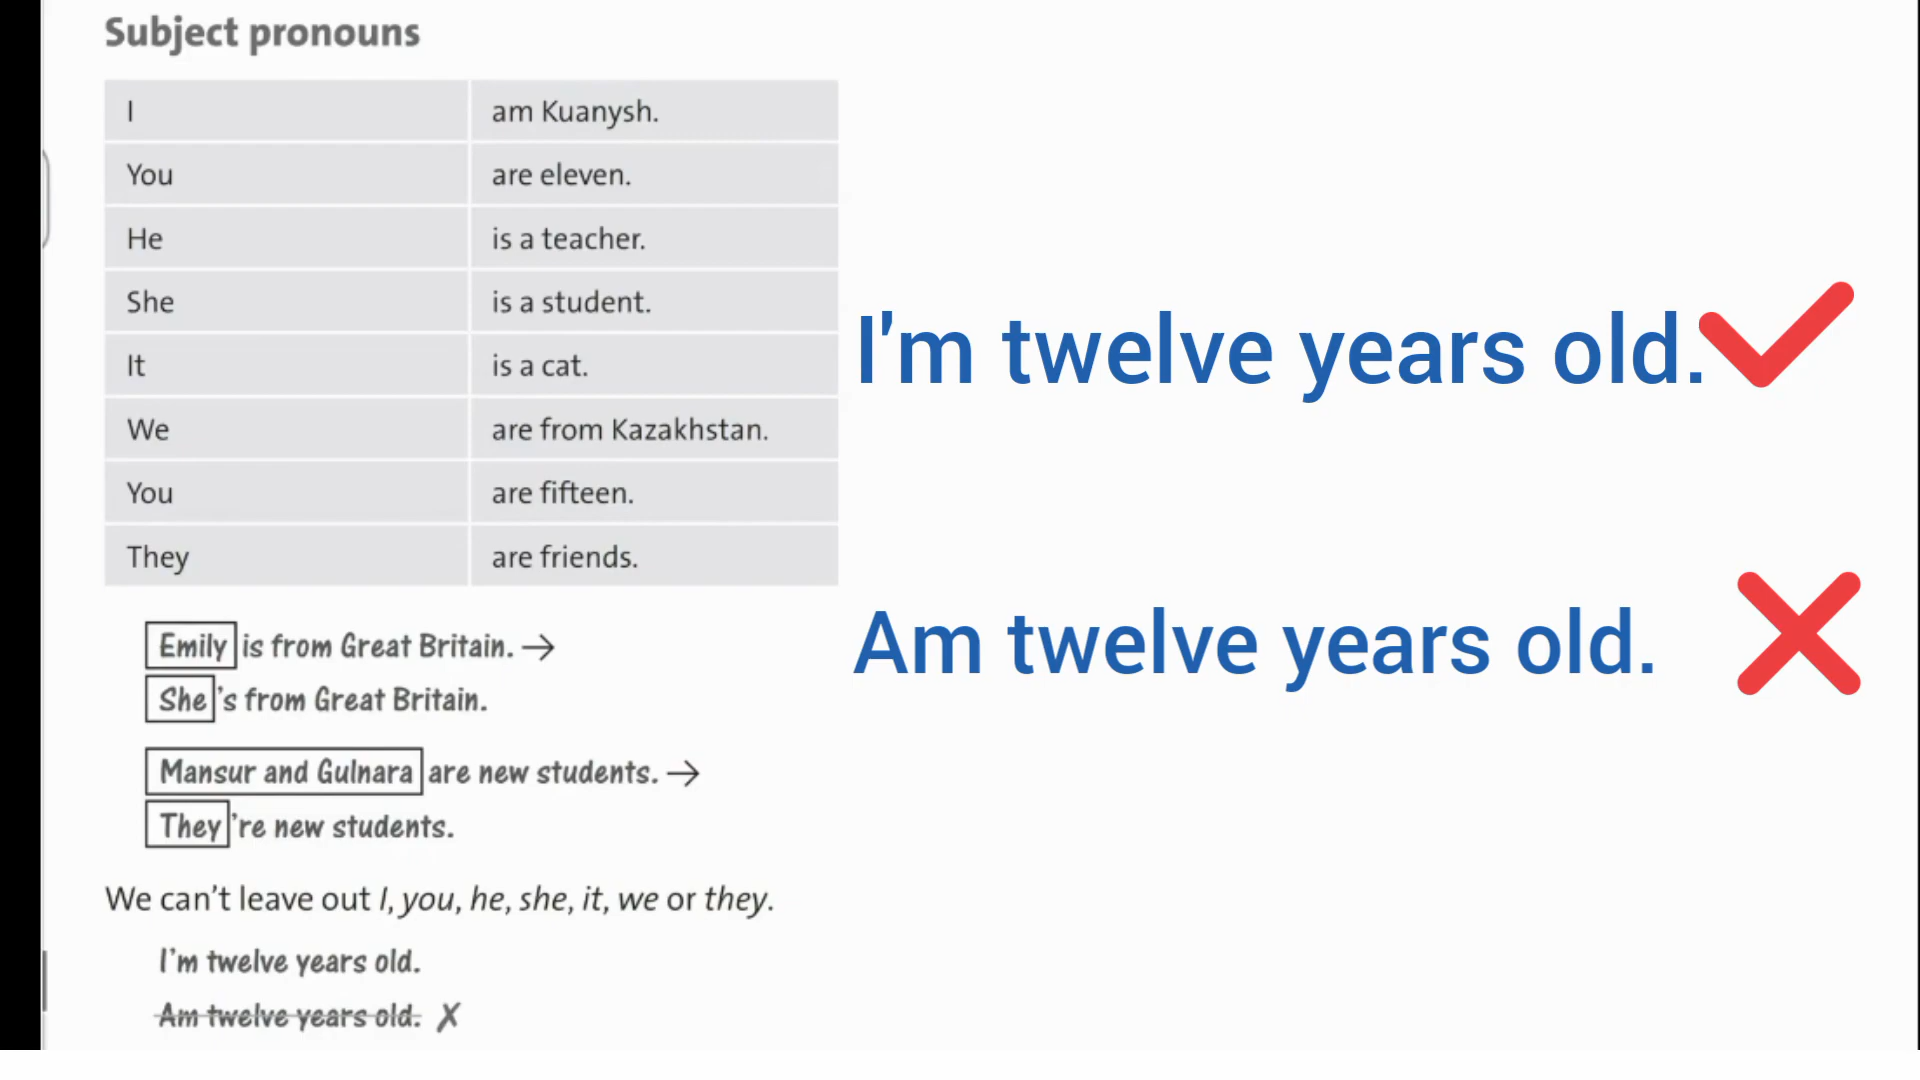 Subject pronouns
I am Kuanysh.
You are eleven.
He is a teacher.
She is a student.
It is a cat.
We are from Kazakhstan.
You are fifteen.
They are friends.
Emily is from Great Britain. →
She's from Great Britain.
Mansur and Gulnara are new students. →
They're new students.
We can't leave out I, you, he, she, it, we or they.
I'm twelve years old.
Am twelve years old. ✗
I'm twelve years old.
Am twelve years old.